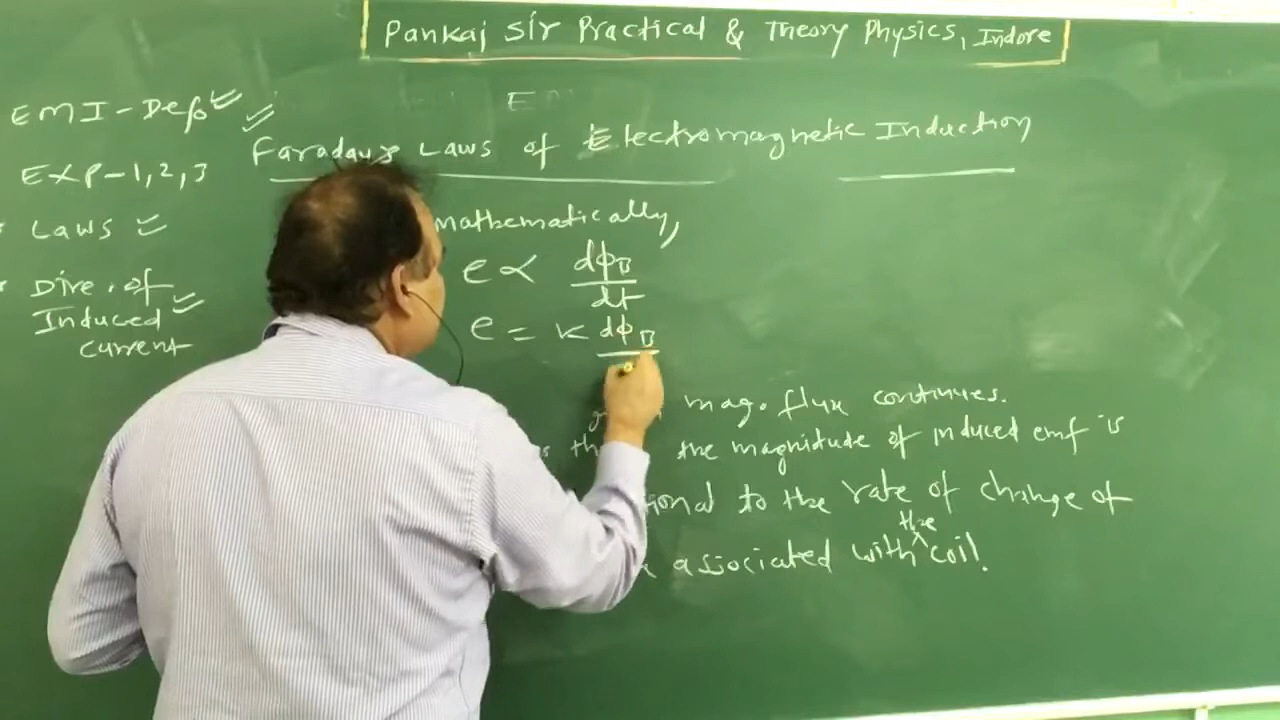 Pankaj Sir Practical & Theory Physics, Indore
EMI-Defn
EXP-1,2,3
Laws
Dire. of
Induced
current
Faradays Laws of Electromagnetic Induction
mathematically,
e ∝ dφB
dt
e = K dφB
mag. flux continues.
the magnitude of induced emf is
to the rate of change of
the
associated with ^ coil.